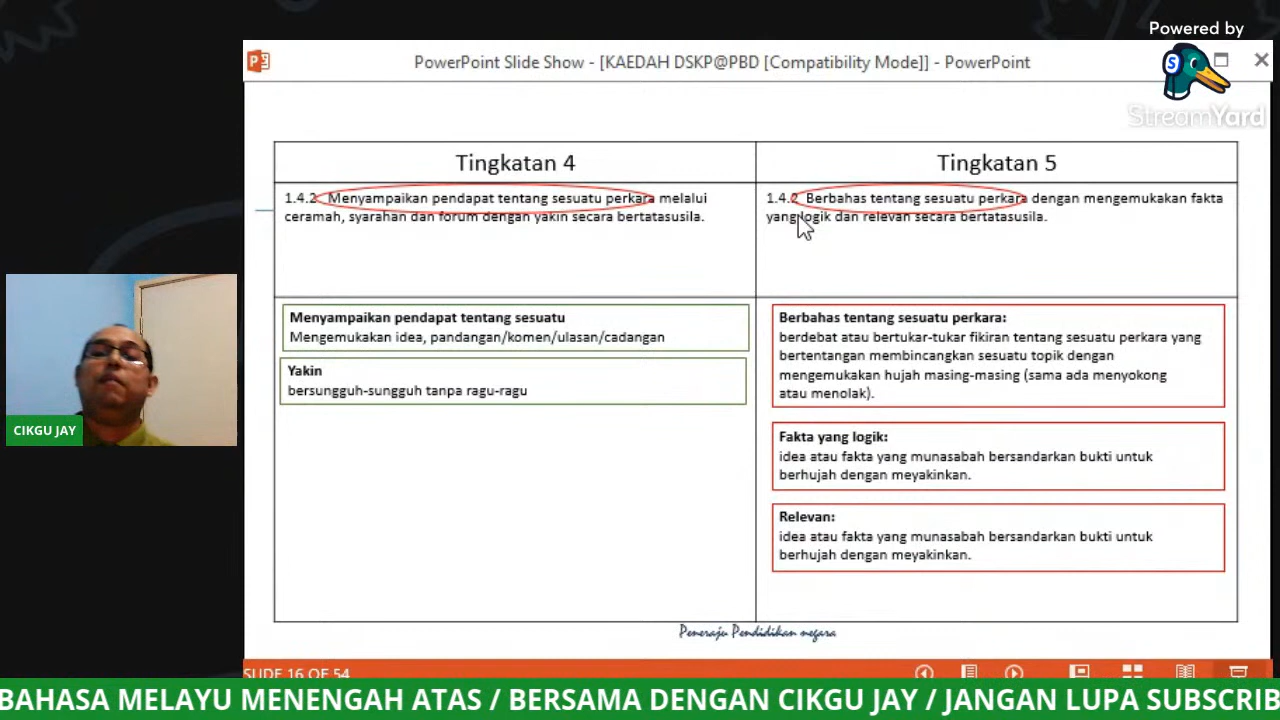 Powered by
PowerPoint Slide Show - [KAEDAH DSKP@PBD [Compatibility Mode]] - PowerPoint
S
StreamYard
Tingkatan 4
Tingkatan 5
1.4.2 Menyampaikan pendapat tentang sesuatu perkara melalui
ceramah, syarahan dan forum dengan yakin secara bertatasusila.
1.4.2 Berbahas tentang sesuatu perkara dengan mengemukakan fakta
yang logik dan relevan secara bertatasusila.
Menyampaikan pendapat tentang sesuatu
Mengemukakan idea, pandangan/komen/ulasan/cadangan
Yakin
bersungguh-sungguh tanpa ragu-ragu
Berbahas tentang sesuatu perkara:
berdebat atau bertukar-tukar fikiran tentang sesuatu perkara yang
bertentangan membincangkan sesuatu topik dengan
mengemukakan hujah masing-masing (sama ada menyokong
atau menolak).
Fakta yang logik:
idea atau fakta yang munasabah bersandarkan bukti untuk
berhujah dengan meyakinkan.
Relevan:
idea atau fakta yang munasabah bersandarkan bukti untuk
berhujah dengan meyakinkan.
Peneraju Pendidikan negara
CIKGU JAY
SLIDE 16 OF 54
BAHASA MELAYU MENENGAH ATAS / BERSAMA DENGAN CIKGU JAY / JANGAN LUPA SUBSCRIB